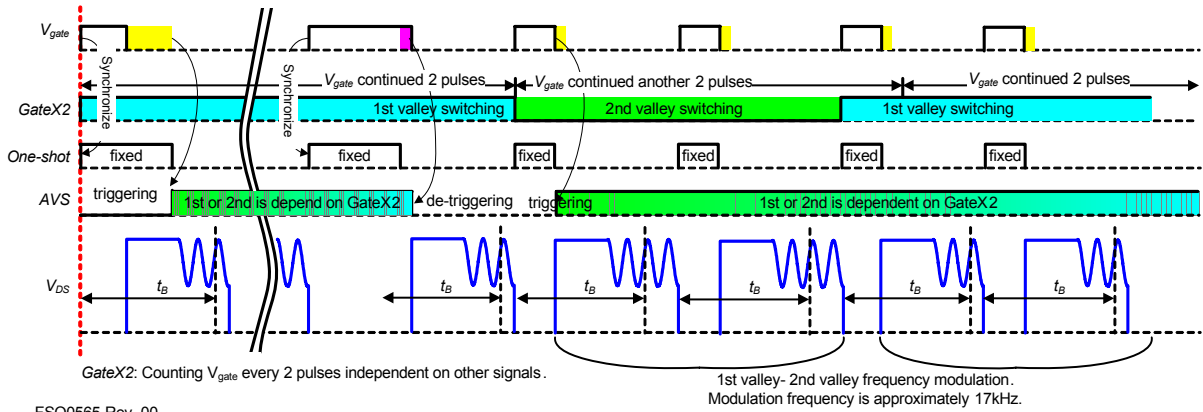 Vgate
Synchronize
Synchronize
Vgate continued 2 pulses
Vgate continued another 2 pulses
Vgate continued 2 pulses
GateX2
1st valley switching
2nd valley switching
1st valley switching
One-shot
fixed
fixed
fixed
fixed
fixed
fixed
AVS
triggering
1st or 2nd is depend on GateX2
de-triggering
triggering
1st or 2nd is dependent on GateX2
VDS
tB
tB
tB
tB
tB
tB
GateX2: Counting Vgate every 2 pulses independent on other signals.
1st valley- 2nd valley frequency modulation.
Modulation frequency is approximately 17kHz.